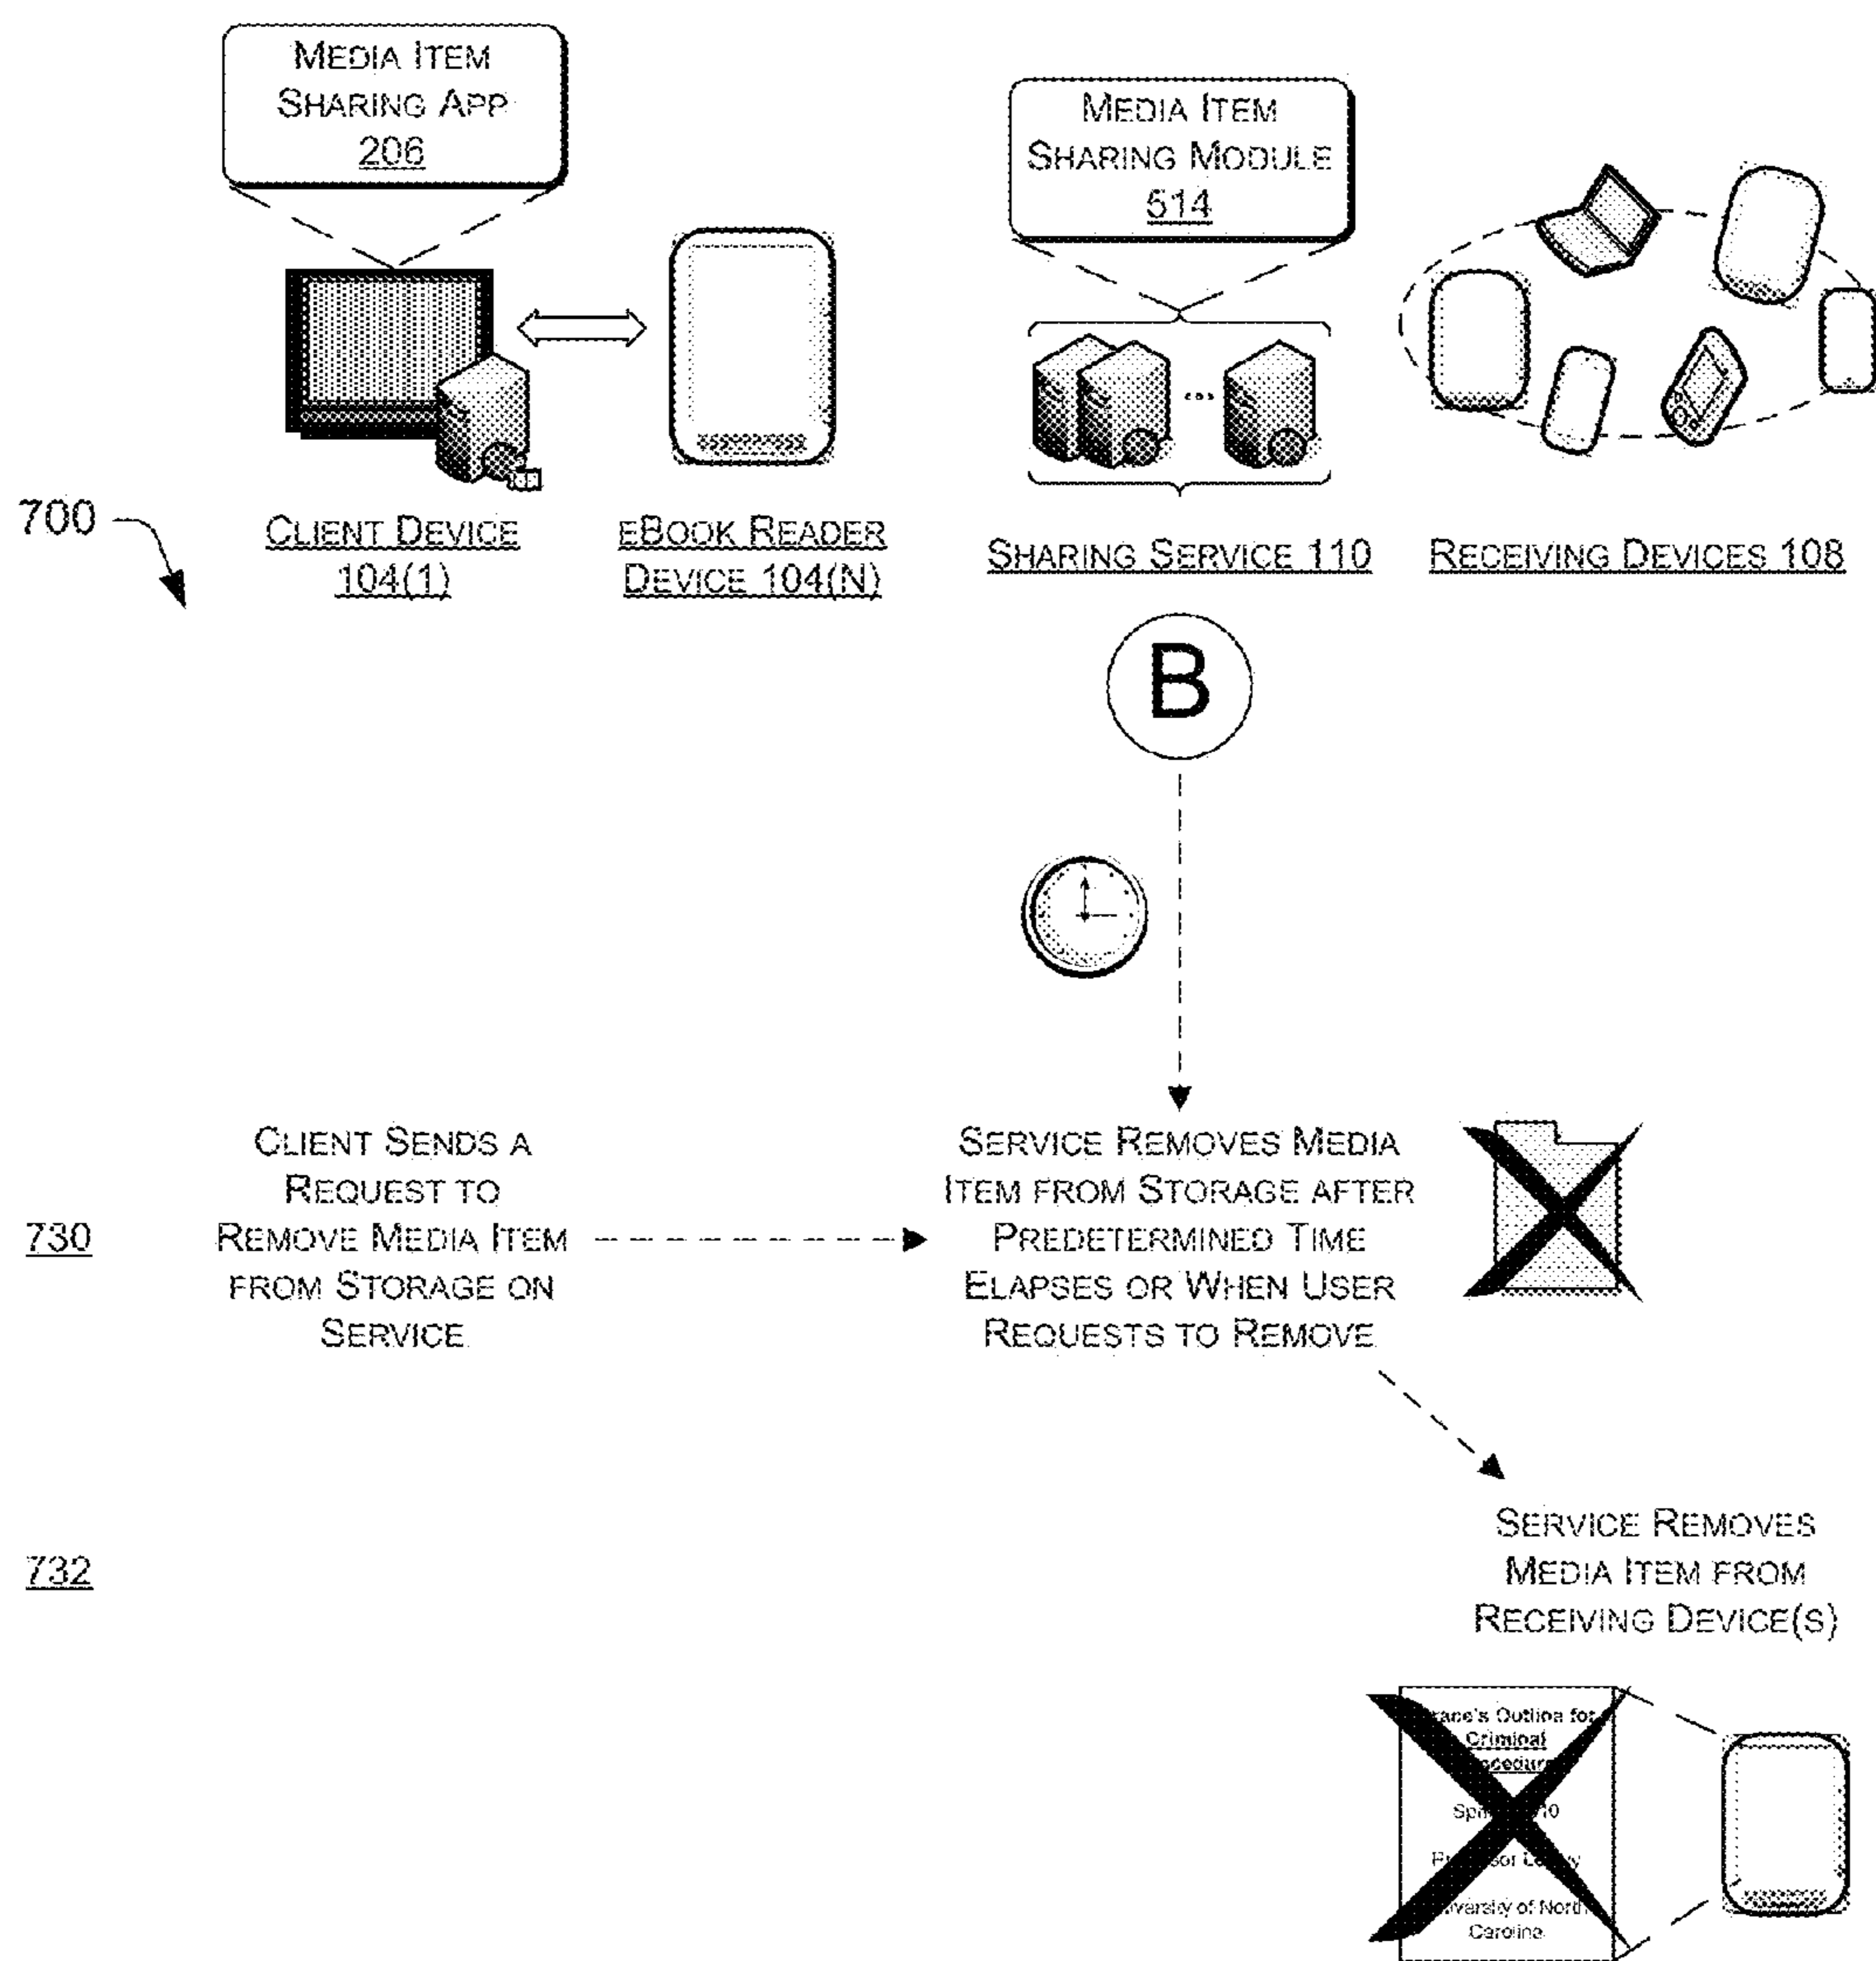 MEDIA ITEM
SHARING APP
206
MEDIA ITEM
SHARING MODULE
514
700
CLIENT DEVICE
104(1)
eBOOK READER
DEVICE 104(N)
SHARING SERVICE 110
RECEIVING DEVICES 108
B
730
CLIENT SENDS A
REQUEST TO
REMOVE MEDIA ITEM
FROM STORAGE ON
SERVICE
SERVICE REMOVES MEDIA
ITEM FROM STORAGE AFTER
PREDETERMINED TIME
ELAPSES OR WHEN USER
REQUESTS TO REMOVE
732
SERVICE REMOVES
MEDIA ITEM FROM
RECEIVING DEVICE(S)
Outline for
Criminal
of North
Carolina